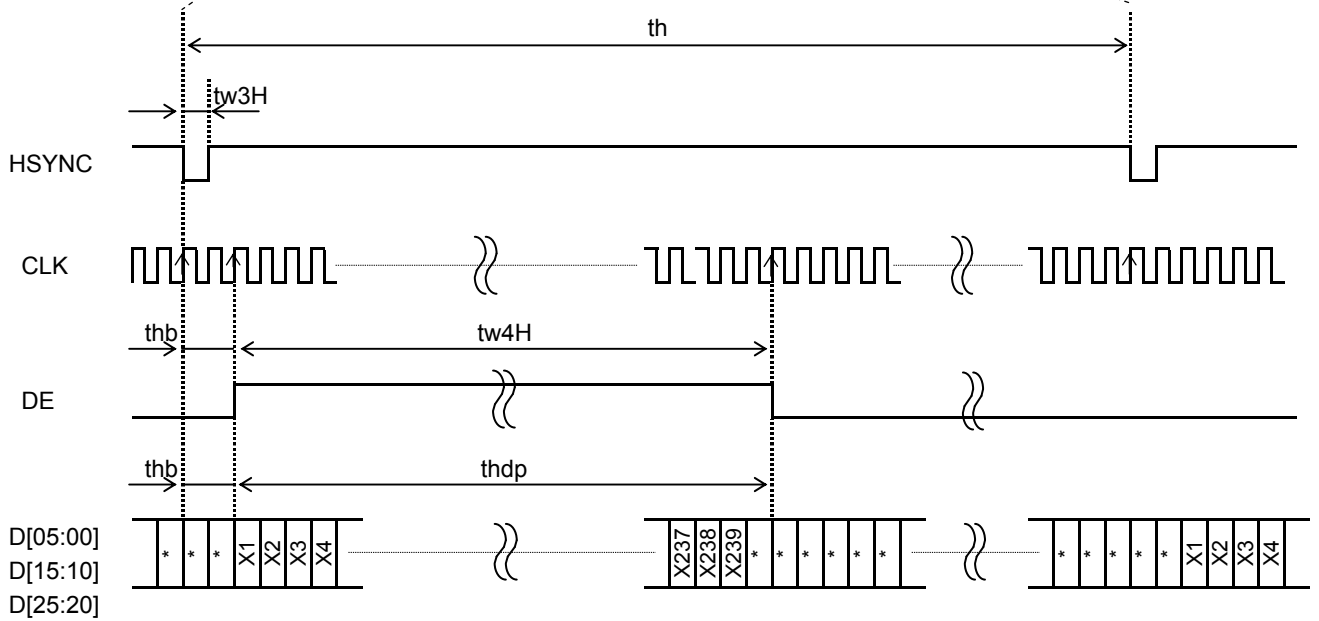 th
tw3H
HSYNC
CLK
thb tw4H
DE
thb thdp
D[05:00]
D[15:10]
D[25:20]
* * * X1 X2 X3 X4 X237 X238 X239 * * * * * * * * * * * X1 X2 X3 X4